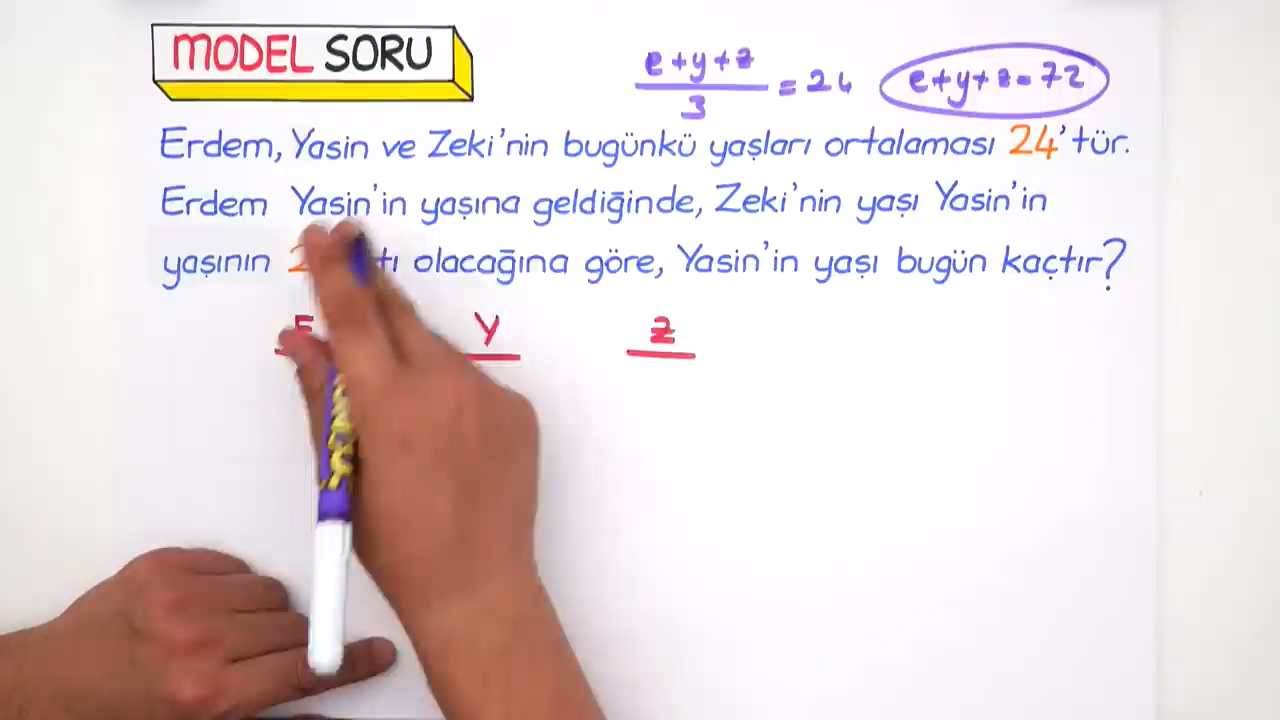 MODEL SORU
e+y+z
3
= 24
e+y+z=72
Erdem, Yasin ve Zeki'nin bugünkü yaşları ortalaması 24'tür.
Erdem Yasin'in yaşına geldiğinde, Zeki'nin yaşı Yasin'in
yaşının 2 olacağına göre, Yasin'in yaşı bugün kaçtır?
E Y Z